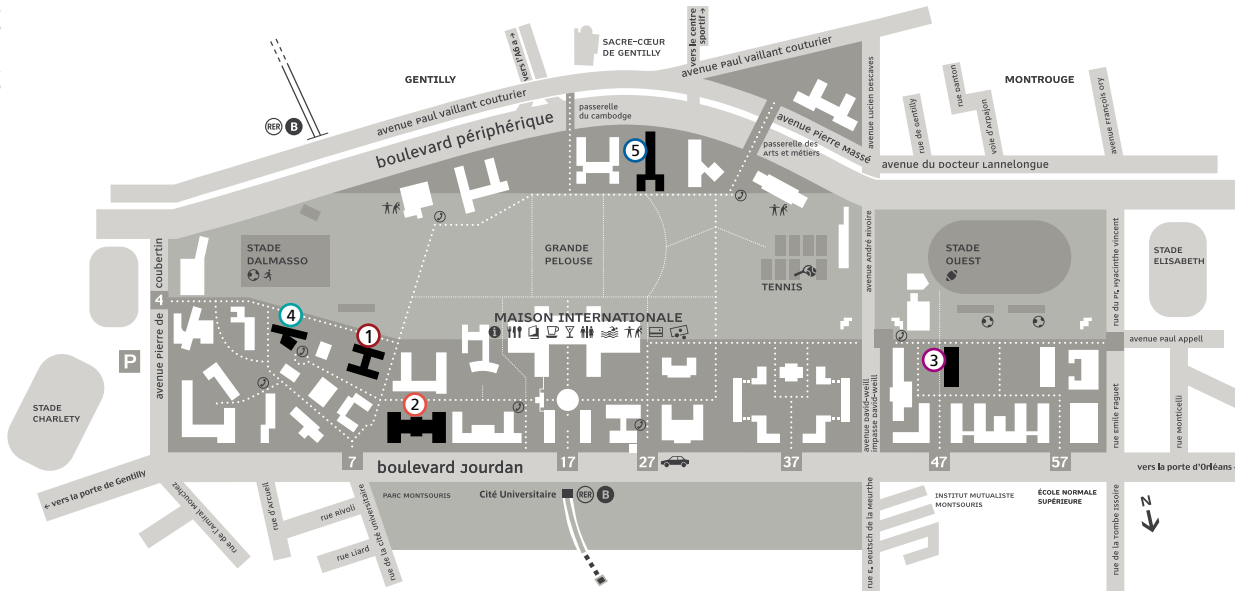 SACRE-CŒUR
DE GENTILLY
vers le centre
sportif →
vers l'A6a →
GENTILLY
MONTROUGE
avenue Paul vaillant couturier
avenue Paul vaillant couturier
boulevard périphérique
passerelle
du cambodge
passerelle des
Arts et métiers
avenue Pierre Massé
avenue Lucien Descaves
rue de Gentilly
rue Danton
voie d'Arpajon
avenue François Ory
avenue du Docteur Lannelongue
RER B
5
STADE
DALMASSO
GRANDE
PELOUSE
TENNIS
STADE
OUEST
STADE
ELISABETH
avenue André Rivoire
rue du Pr. Hyacinthe vincent
avenue Pierre de coubertin
4
4
1
MAISON INTERNATIONALE
i
3
avenue Paul Appell
P
2
STADE
CHARLETY
avenue David-weill
impasse David-weill
rue Emile Faguet
rue Monticelli
7
boulevard Jourdan
17
27
37
47
57
vers la porte d'Orléans
← vers la porte de Gentilly
rue de l'Amiral Mouchez
rue d'Arcueil
rue Rivoli
rue Liard
rue de la cité universitaire
PARC MONTSOURIS
Cité Universitaire
RER B
rue E. Deutsch de la Meurthe
INSTITUT MUTUALISTE
MONTSOURIS
ÉCOLE NORMALE
SUPÉRIEURE
rue de la Tombe Issoire
N